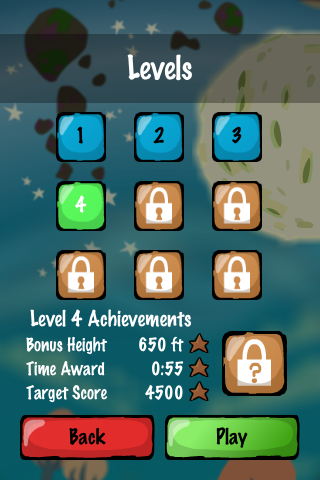 Levels
1 2 3
4
Level 4 Achievements
Bonus Height 650 ft
Time Award 0:55
?
Target Score 4500
Back Play